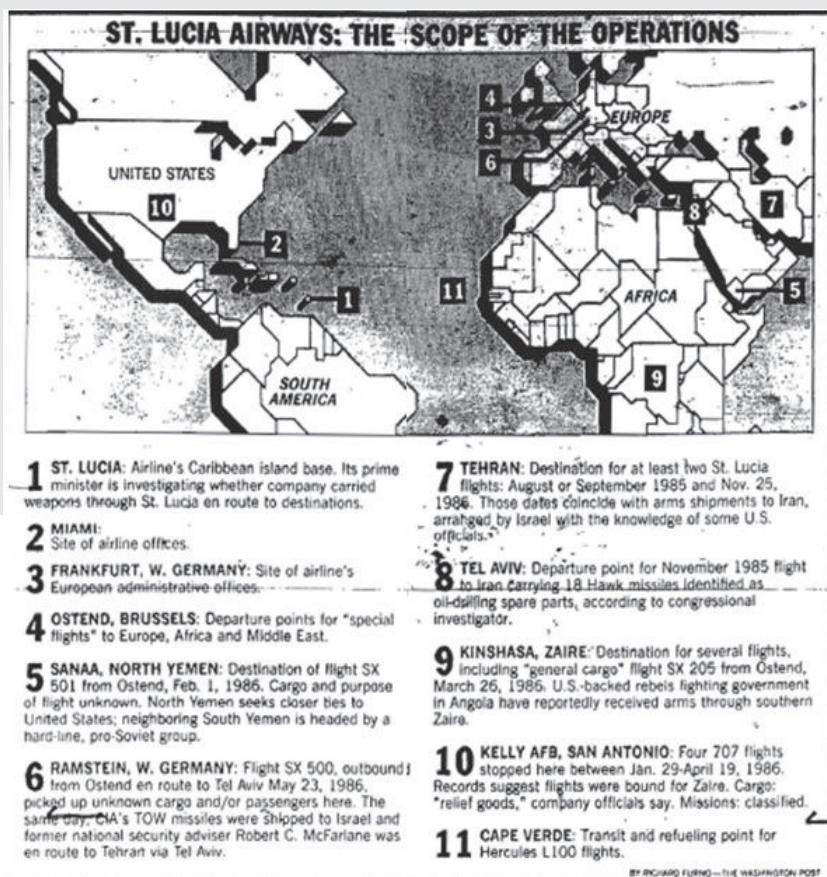 ST. LUCIA AIRWAYS: THE SCOPE OF THE OPERATIONS
4
EUROPE
3
6
UNITED STATES
10
7
8
2
11
1
5
AFRICA
SOUTH
AMERICA
9
1 ST. LUCIA: Airline's Caribbean island base. Its prime
minister is investigating whether company carried
weapons through St. Lucia en route to destinations.
2 MIAMI:
Site of airline offices.
3 FRANKFURT, W. GERMANY: Site of airline's
European administrative offices.
4 OSTEND, BRUSSELS: Departure points for "special
flights" to Europe, Africa and Middle East.
5 SANAA, NORTH YEMEN: Destination of flight SX
501 from Ostend, Feb. 1, 1986. Cargo and purpose
of flight unknown. North Yemen seeks closer ties to
United States; neighboring South Yemen is headed by a
hard-line, pro-Soviet group.
6 RAMSTEIN, W. GERMANY: Flight SX 500, outbound
from Ostend en route to Tel Aviv May 23, 1986,
picked up unknown cargo and/or passengers here. The
same day, CIA's TOW missiles were shipped to Israel and
former national security adviser Robert C. McFarlane was
en route to Tehran via Tel Aviv.
7 TEHRAN: Destination for at least two St. Lucia
flights: August or September 1985 and Nov. 25,
1986. Those dates coincide with arms shipments to Iran,
arranged by Israel with the knowledge of some U.S.
officials.
8 TEL AVIV: Departure point for November 1985 flight
to Iran carrying 18 Hawk missiles identified as
oil-drilling spare parts, according to congressional
investigator.
9 KINSHASA, ZAIRE: Destination for several flights,
including "general cargo" flight SX 205 from Ostend,
March 26, 1986. U.S.-backed rebels fighting government
in Angola have reportedly received arms through southern
Zaire.
10 KELLY AFB, SAN ANTONIO: Four 707 flights
stopped here between Jan. 29-April 19, 1986.
Records suggest flights were bound for Zaire. Cargo:
"relief goods," company officials say. Missions: classified.
11 CAPE VERDE: Transit and refueling point for
Hercules L100 flights.
BY RICHARD FURNO—THE WASHINGTON POST